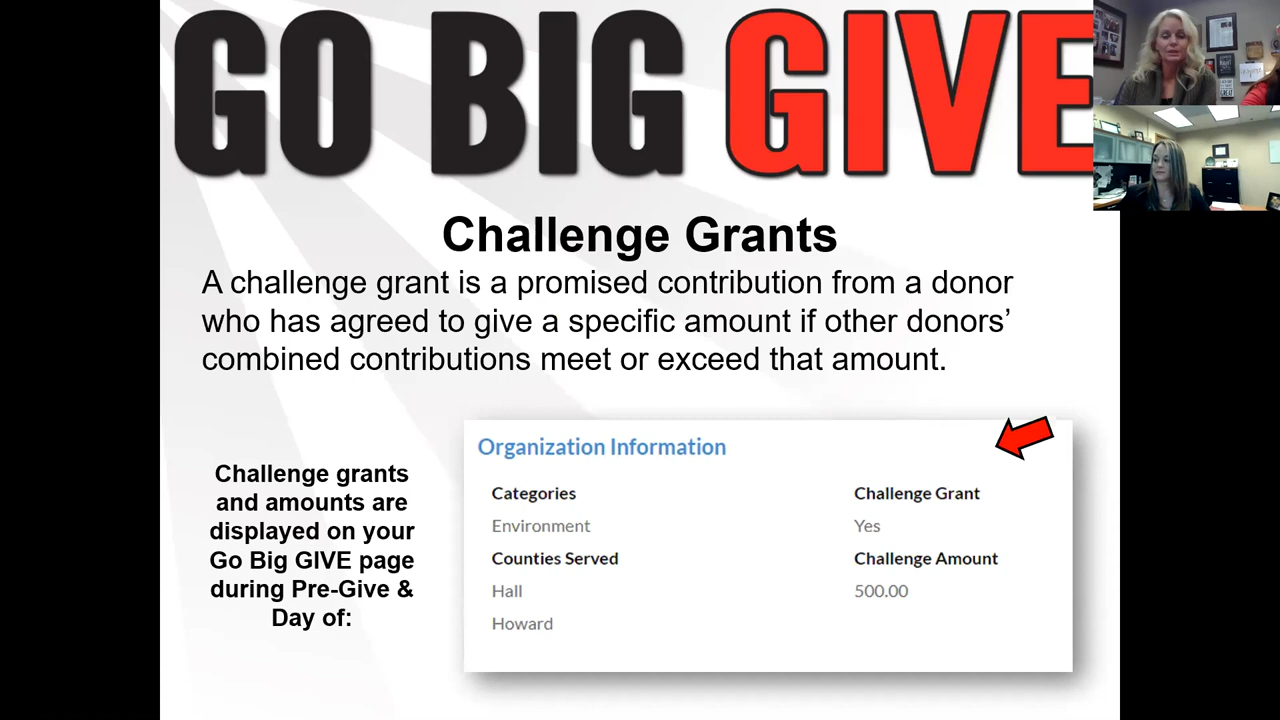 GO BIG GIVE
Challenge Grants
A challenge grant is a promised contribution from a donor
who has agreed to give a specific amount if other donors’
combined contributions meet or exceed that amount.
Challenge grants
and amounts are
displayed on your
Go Big GIVE page
during Pre-Give &
Day of:
Organization Information
Categories
Environment
Counties Served
Hall
Howard
Challenge Grant
Yes
Challenge Amount
500.00